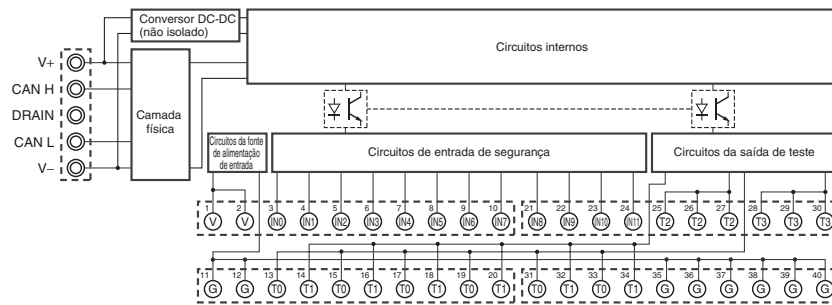 Conversor DC-DC
(não isolado)
Circuitos internos
V+
CAN H
DRAIN
CAN L
V–
Camada
física
Circuitos da fonte
de alimentação
de entrada
Circuitos de entrada de segurança
Circuitos da saída de teste
1 2 3 4 5 6 7 8 9 10 21 22 23 24 25 26 27 28 29 30
V V IN0 IN1 IN2 IN3 IN4 IN5 IN6 IN7 IN8 IN9 IN10 IN11 T2 T2 T2 T3 T3 T3
11 12 13 14 15 16 17 18 19 20 31 32 33 34 35 36 37 38 39 40
G G T0 T1 T0 T1 T0 T1 T0 T1 T0 T1 T0 T1 G G G G G G